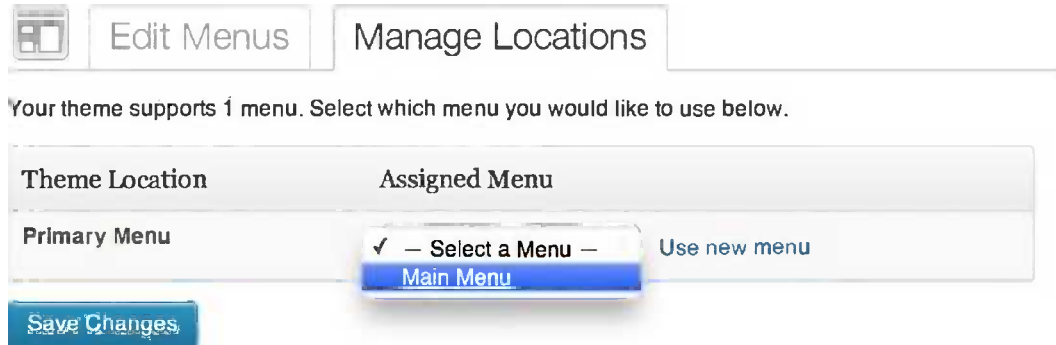 Edit Menus Manage Locations
Your theme supports 1 menu. Select which menu you would like to use below.
Theme Location Assigned Menu
Primary Menu ✓ — Select a Menu — Use new menu
Main Menu
Save Changes